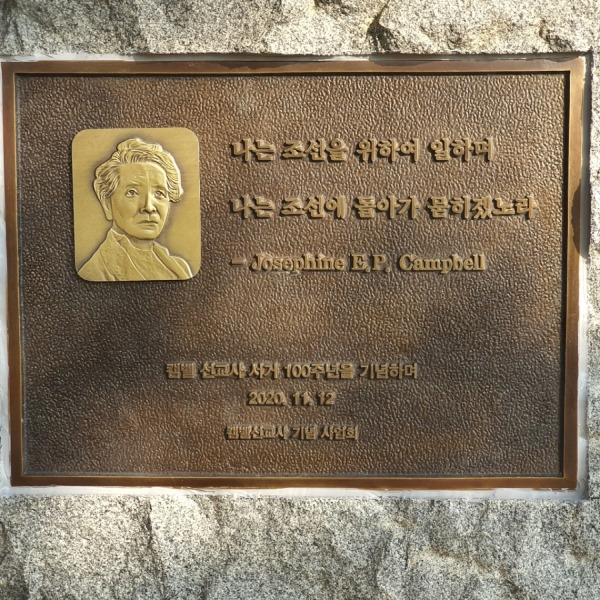 나는 조선을 위하여 일하며
나는 조선에 돌아가 묻히겠노라
– Josephine E.P. Campbell
캠벨 선교사 서거 100주년을 기념하며
2020. 11. 12
캠벨선교사 기념 사업회